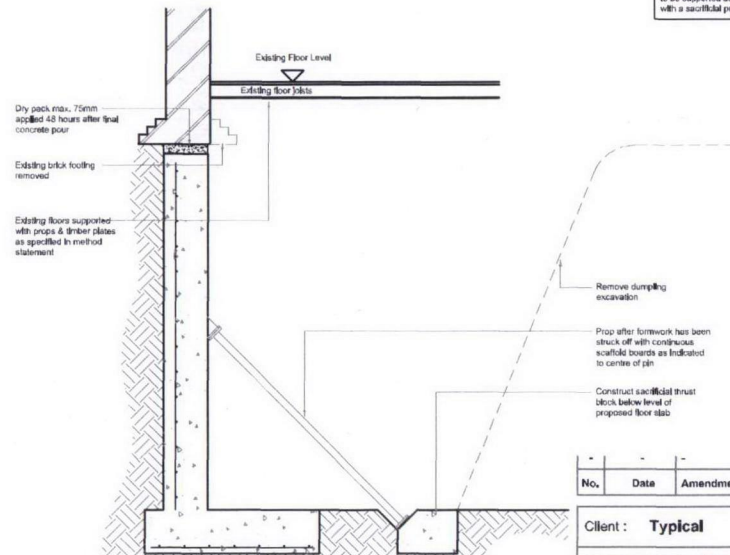 with a sacrificial
Existing Floor Level
Existing floor joists
Dry pack max. 75mm
applied 48 hours after final
concrete pour
Existing brick footing
removed
Existing floors supported
with props & timber plates
as specified in method
statement
Remove dumpling
excavation
Prop after formwork has been
struck off with continuous
scaffold boards as indicated
to centre of pin
Construct sacrificial thrust
block below level of
proposed floor slab
No. Date Amendme
Client : Typical